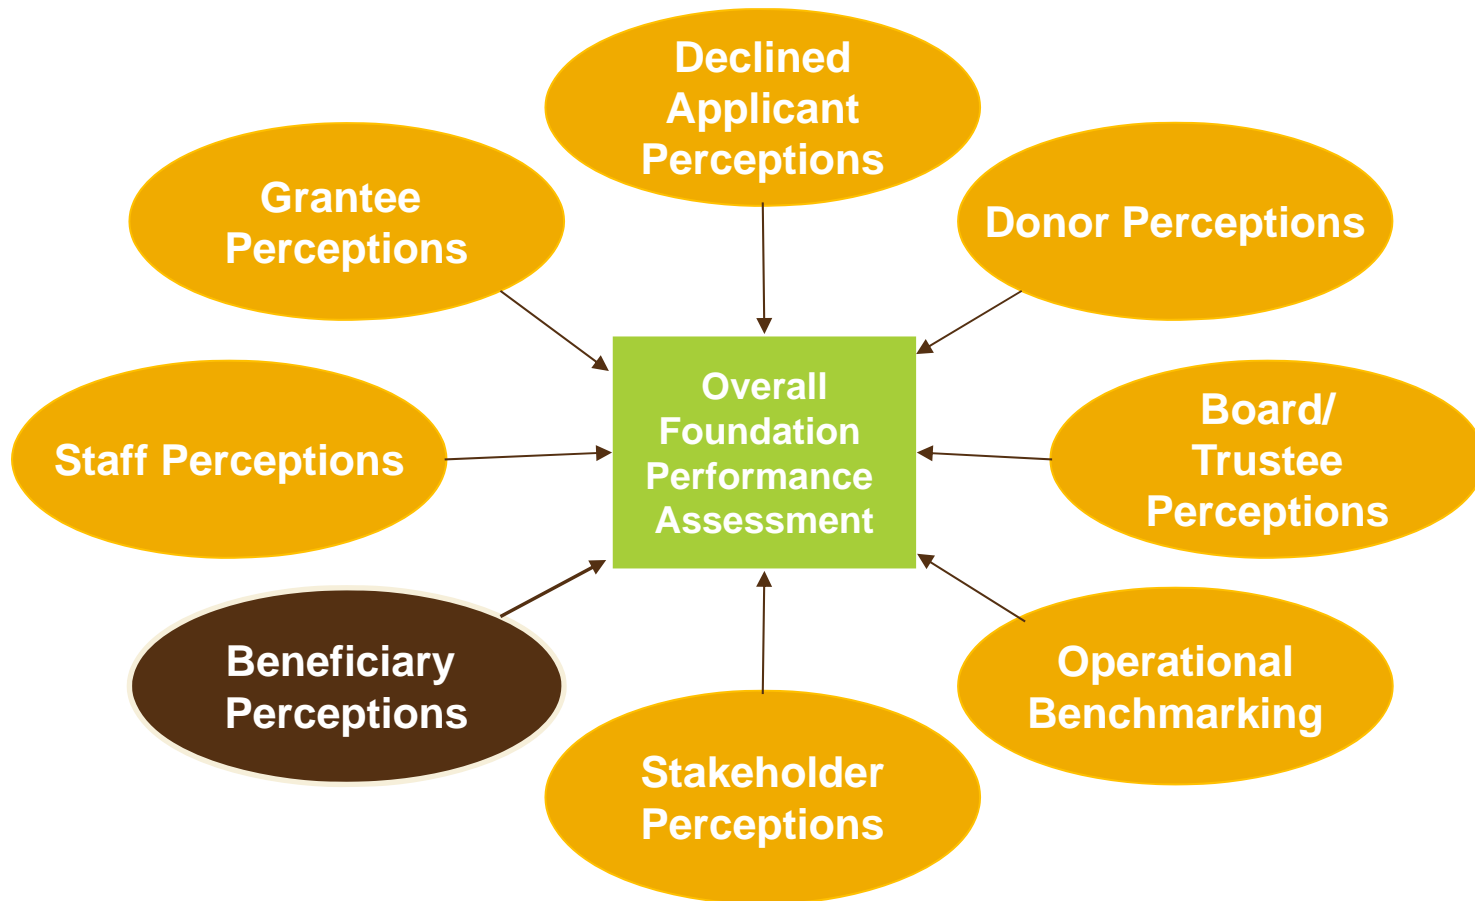 Declined
Applicant
Perceptions
Grantee
Perceptions
Donor Perceptions
Overall
Foundation
Performance
Assessment
Staff Perceptions
Board/
Trustee
Perceptions
Beneficiary
Perceptions
Operational
Benchmarking
Stakeholder
Perceptions